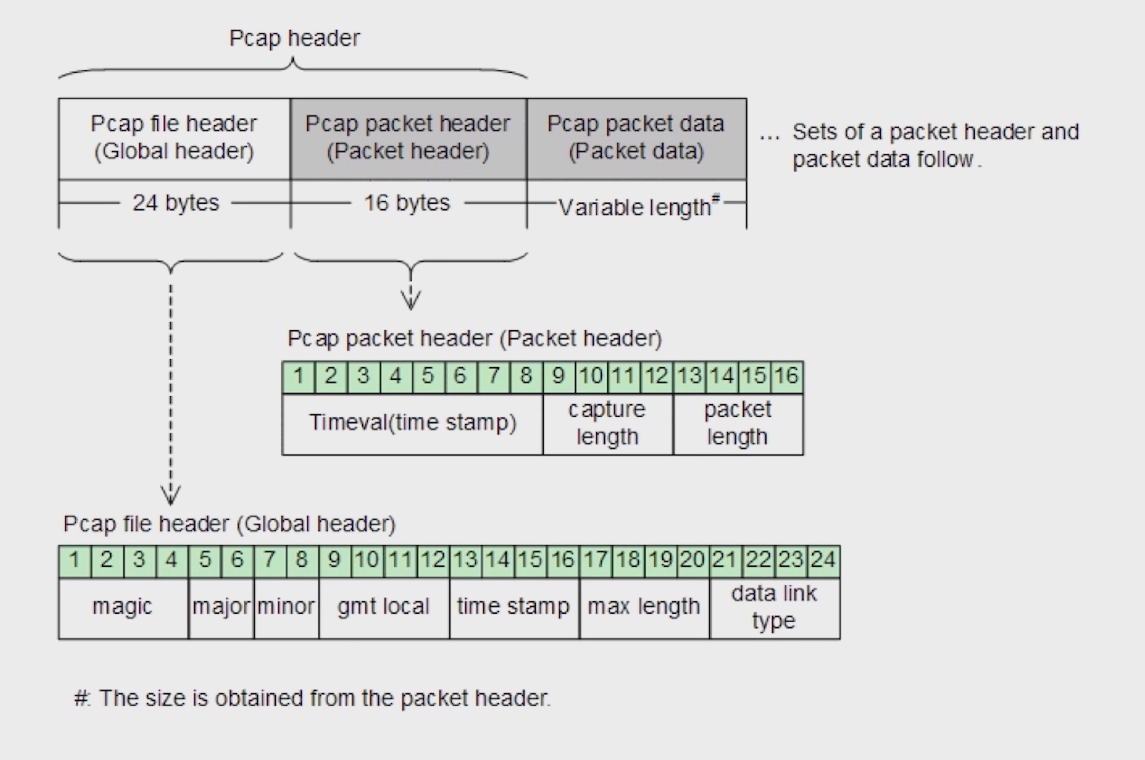 Pcap header
Pcap file header
(Global header)
Pcap packet header
(Packet header)
Pcap packet data
(Packet data)
... Sets of a packet header and
packet data follow.
24 bytes
16 bytes
Variable length#
Pcap packet header (Packet header)
1 2 3 4 5 6 7 8 9 10 11 12 13 14 15 16
Timeval(time stamp)
capture
length
packet
length
Pcap file header (Global header)
1 2 3 4 5 6 7 8 9 10 11 12 13 14 15 16 17 18 19 20 21 22 23 24
magic
major
minor
gmt local
time stamp
max length
data link
type
#: The size is obtained from the packet header.